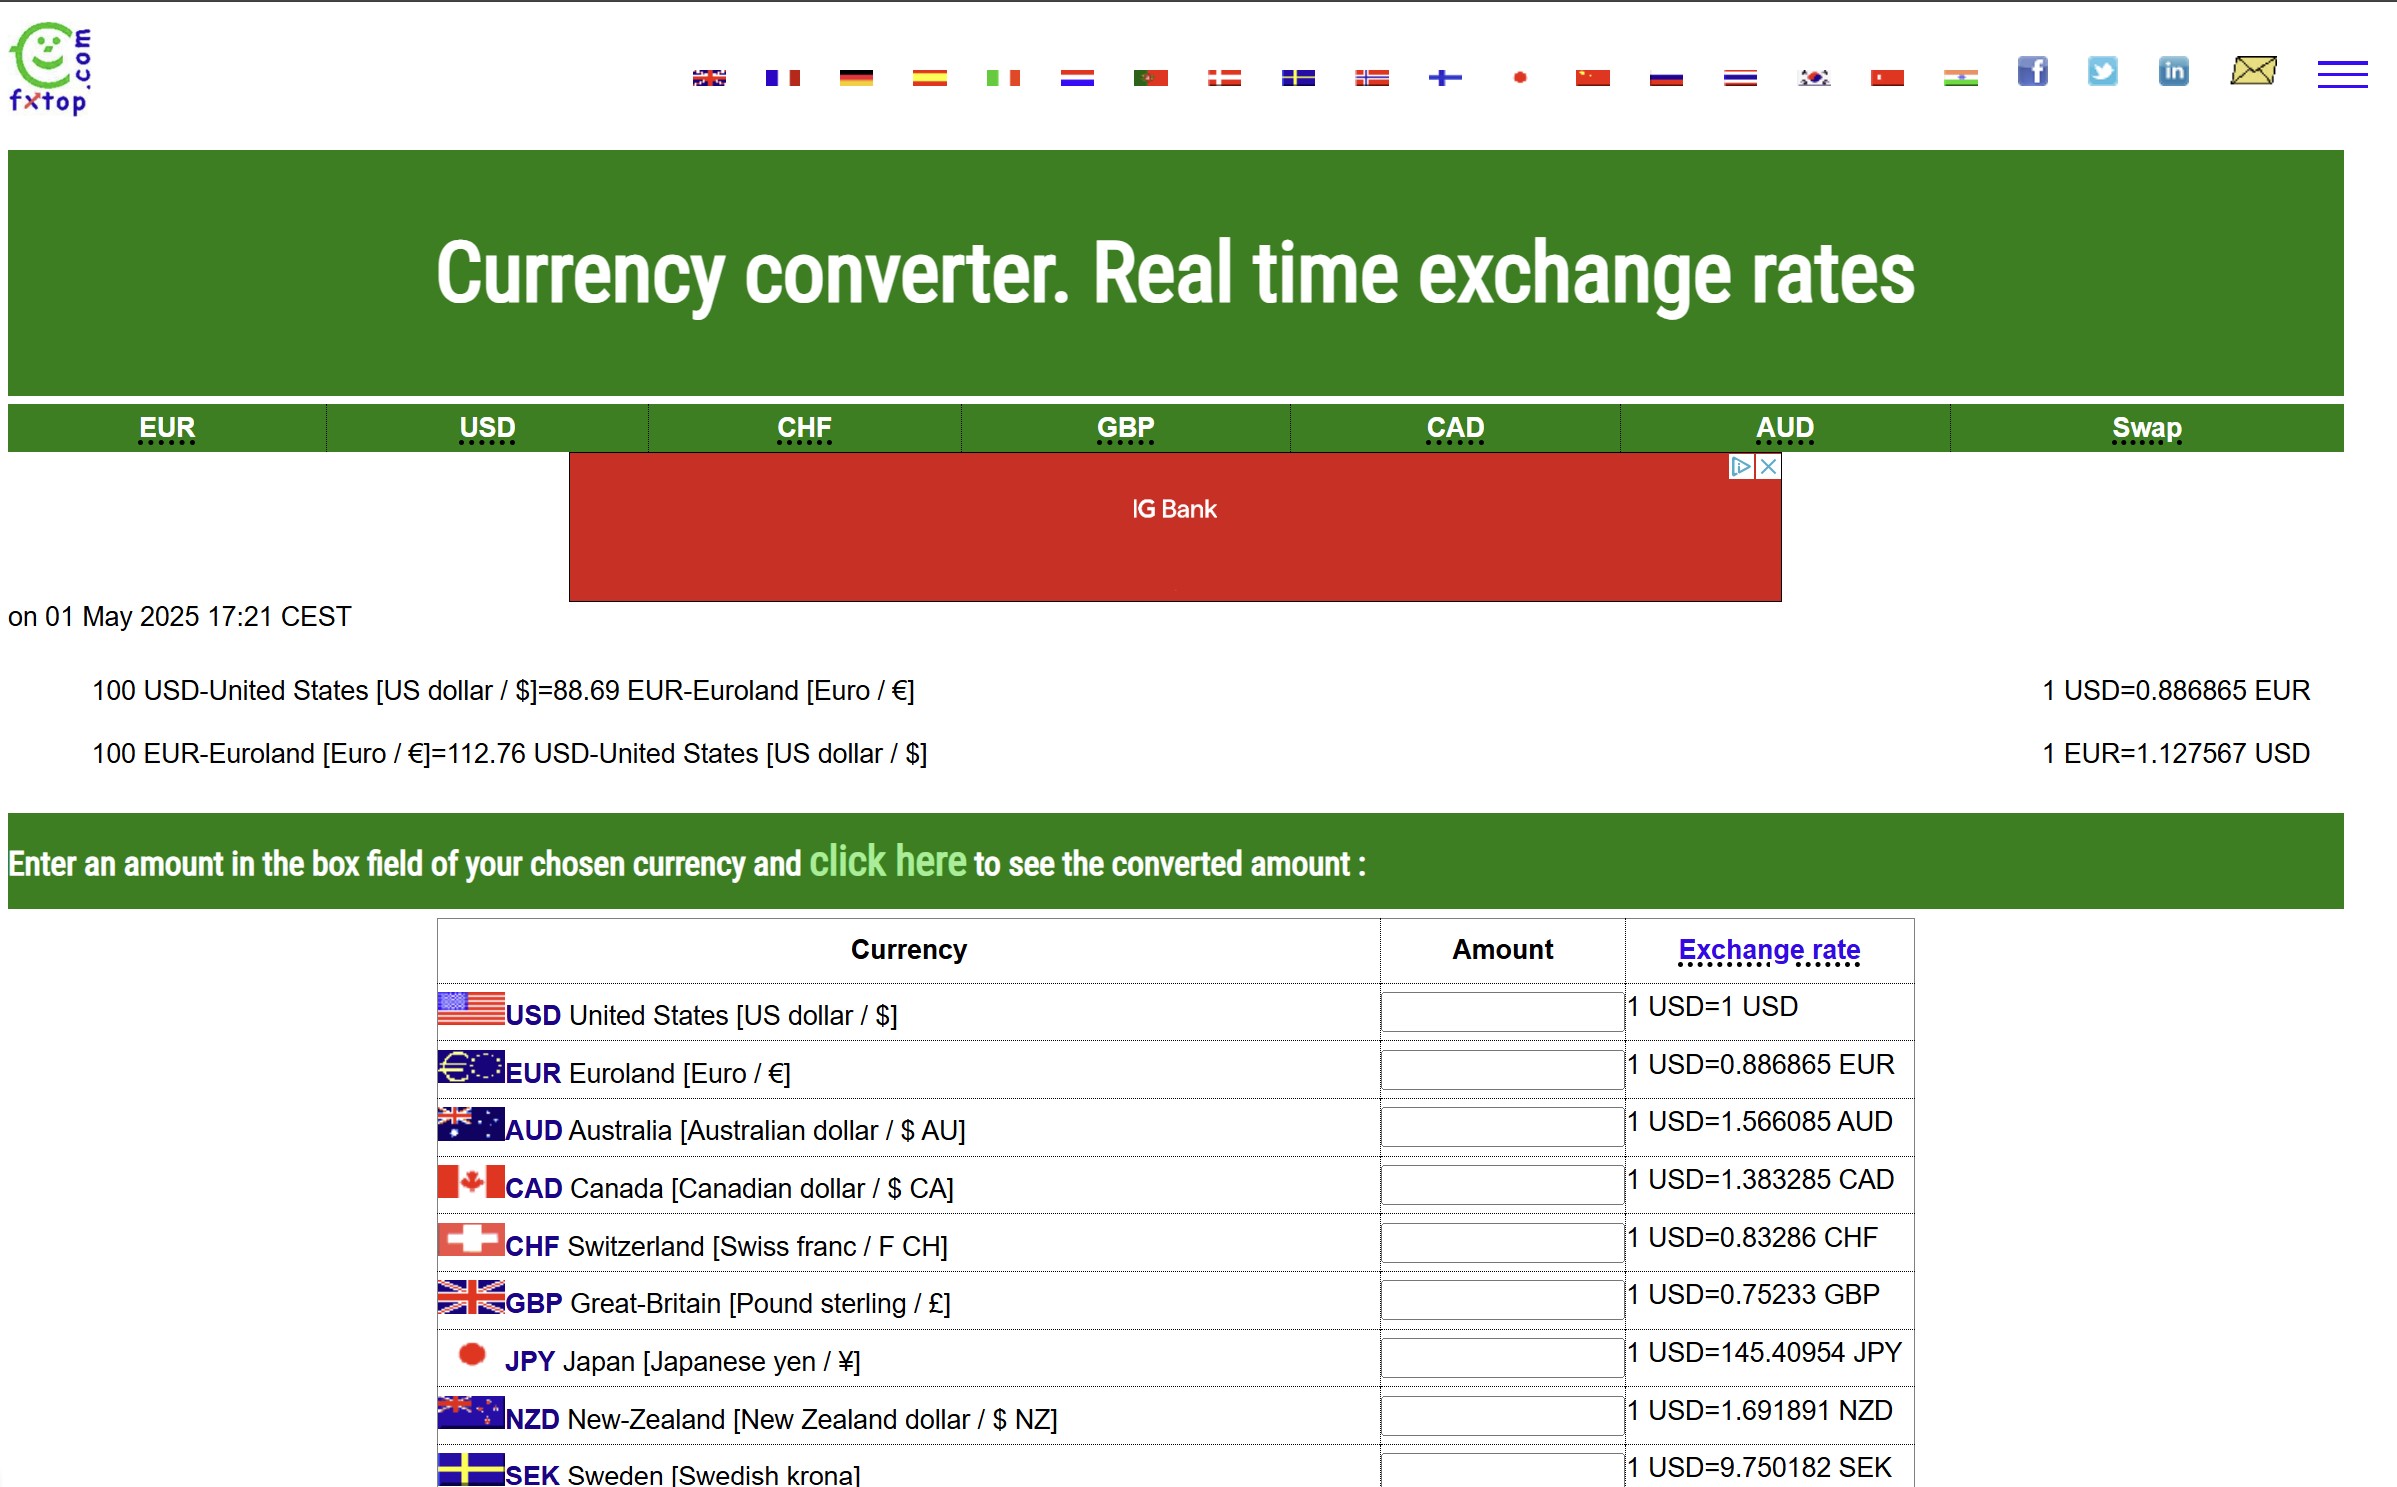 fxtop.com
Currency converter. Real time exchange rates
EUR USD CHF GBP CAD AUD Swap
IG Bank
on 01 May 2025 17:21 CEST
100 USD-United States [US dollar / $]=88.69 EUR-Euroland [Euro / €] 1 USD=0.886865 EUR
100 EUR-Euroland [Euro / €]=112.76 USD-United States [US dollar / $] 1 EUR=1.127567 USD
Enter an amount in the box field of your chosen currency and click here to see the converted amount :
Currency Amount Exchange rate
USD United States [US dollar / $] 1 USD=1 USD
EUR Euroland [Euro / €] 1 USD=0.886865 EUR
AUD Australia [Australian dollar / $ AU] 1 USD=1.566085 AUD
CAD Canada [Canadian dollar / $ CA] 1 USD=1.383285 CAD
CHF Switzerland [Swiss franc / F CH] 1 USD=0.83286 CHF
GBP Great-Britain [Pound sterling / £] 1 USD=0.75233 GBP
JPY Japan [Japanese yen / ¥] 1 USD=145.40954 JPY
NZD New-Zealand [New Zealand dollar / $ NZ] 1 USD=1.691891 NZD
SEK Sweden [Swedish krona] 1 USD=9.750182 SEK